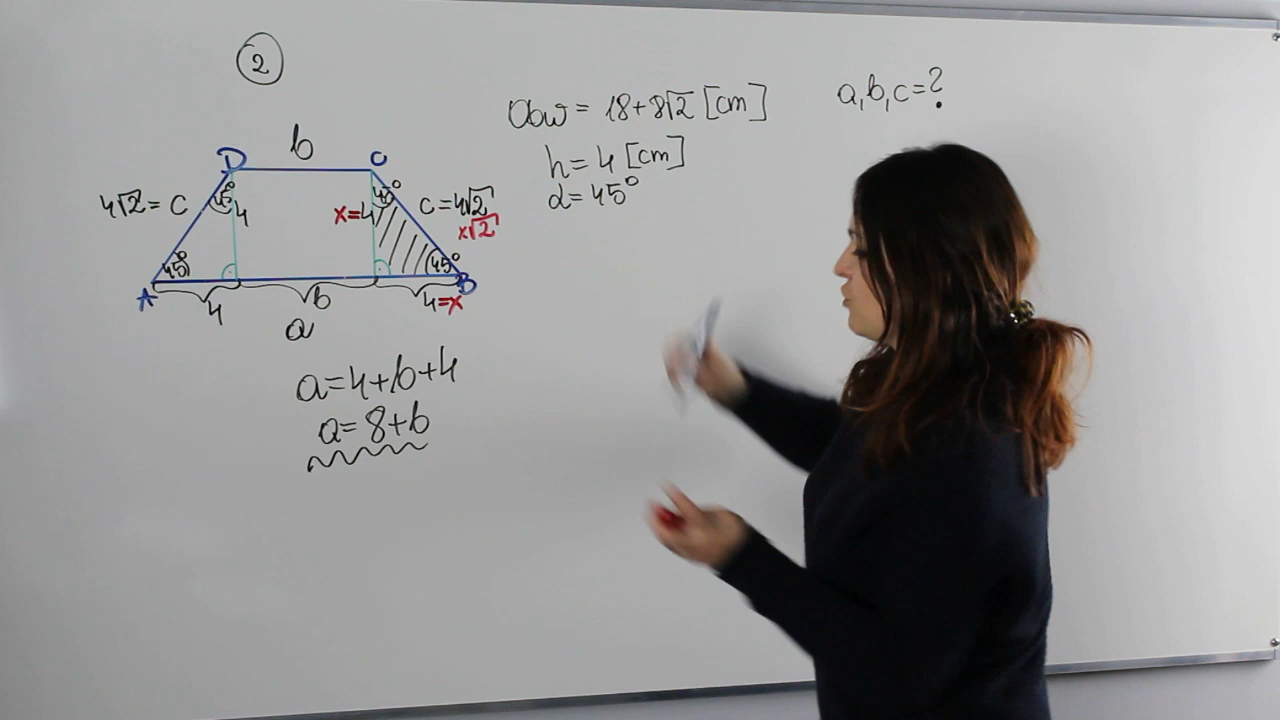 2
Obw = 18+8√2 [cm]
a,b,c=?
h = 4 [cm]
α=45°
b
D
C
4√2 = c
45°
4
x=4
45°
c=4√2
x√2
45°
45°
A
B
4
b
4=x
a
a=4+b+4
a=8+b